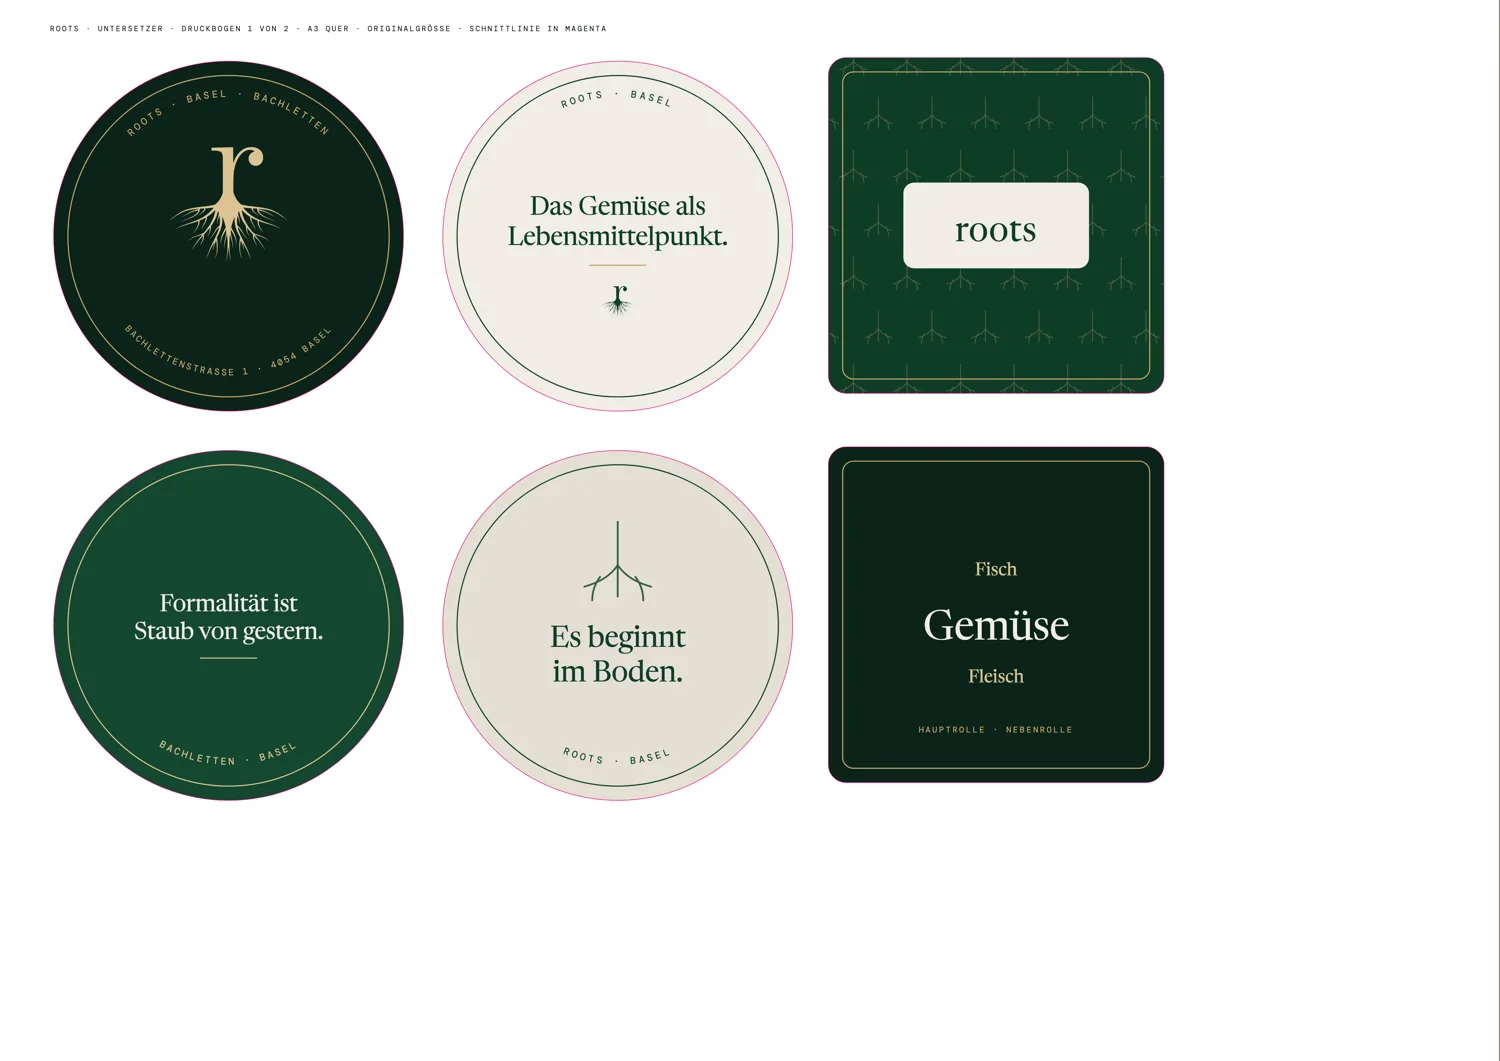 ROOTS · UNTERSETZER · DRUCKBOGEN 1 VON 2 · A3 QUER · ORIGINALGRÖSSE · SCHNITTLINIE IN MAGENTA
ROOTS · BASEL · BACHLETTEN
r
BACHLETTENSTRASSE 1 · 4054 BASEL
ROOTS · BASEL
Das Gemüse als
Lebensmittelpunkt.
r
roots
Formalität ist
Staub von gestern.
BACHLETTEN · BASEL
Es beginnt
im Boden.
ROOTS · BASEL
Fisch
Gemüse
Fleisch
HAUPTROLLE · NEBENROLLE